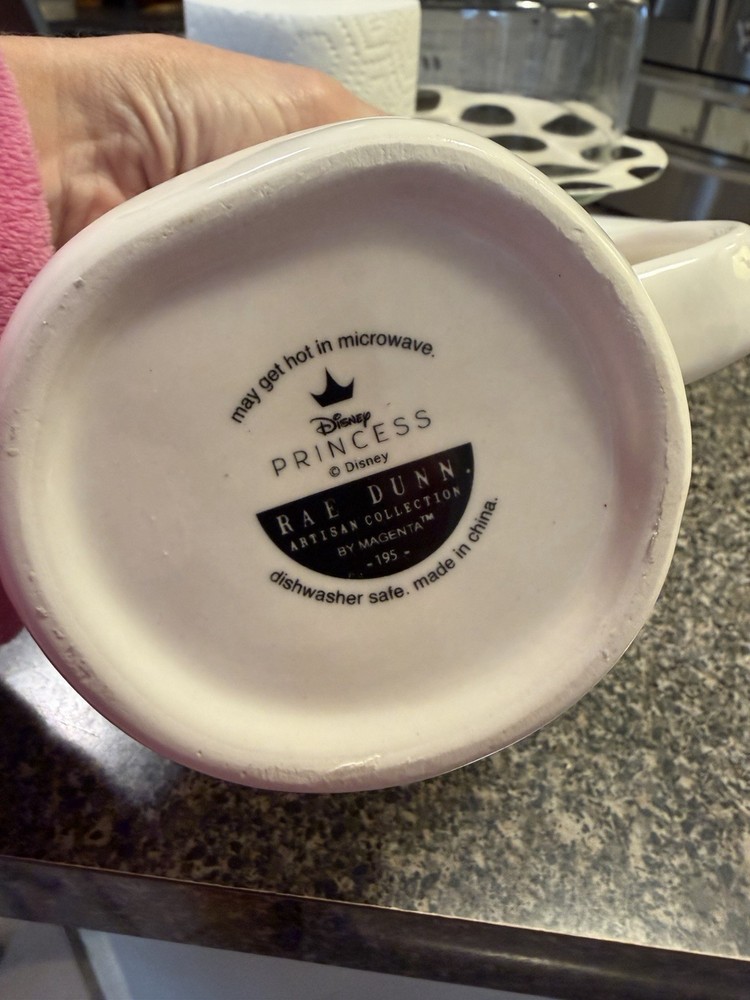 may get hot in microwave.
Disney
PRINCESS
© Disney
RAE DUNN.
ARTISAN COLLECTION
BY MAGENTA™
- 195 -
dishwasher safe. made in china.